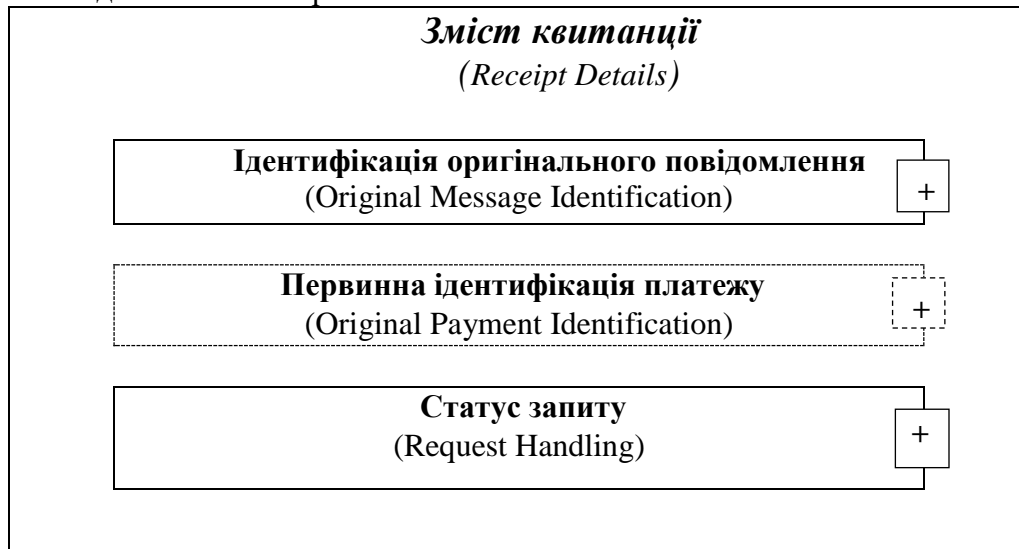 Зміст квитанції
(Receipt Details)
Ідентифікація оригінального повідомлення
(Original Message Identification)
+
Первинна ідентифікація платежу
(Original Payment Identification)
+
Статус запиту
(Request Handling)
+